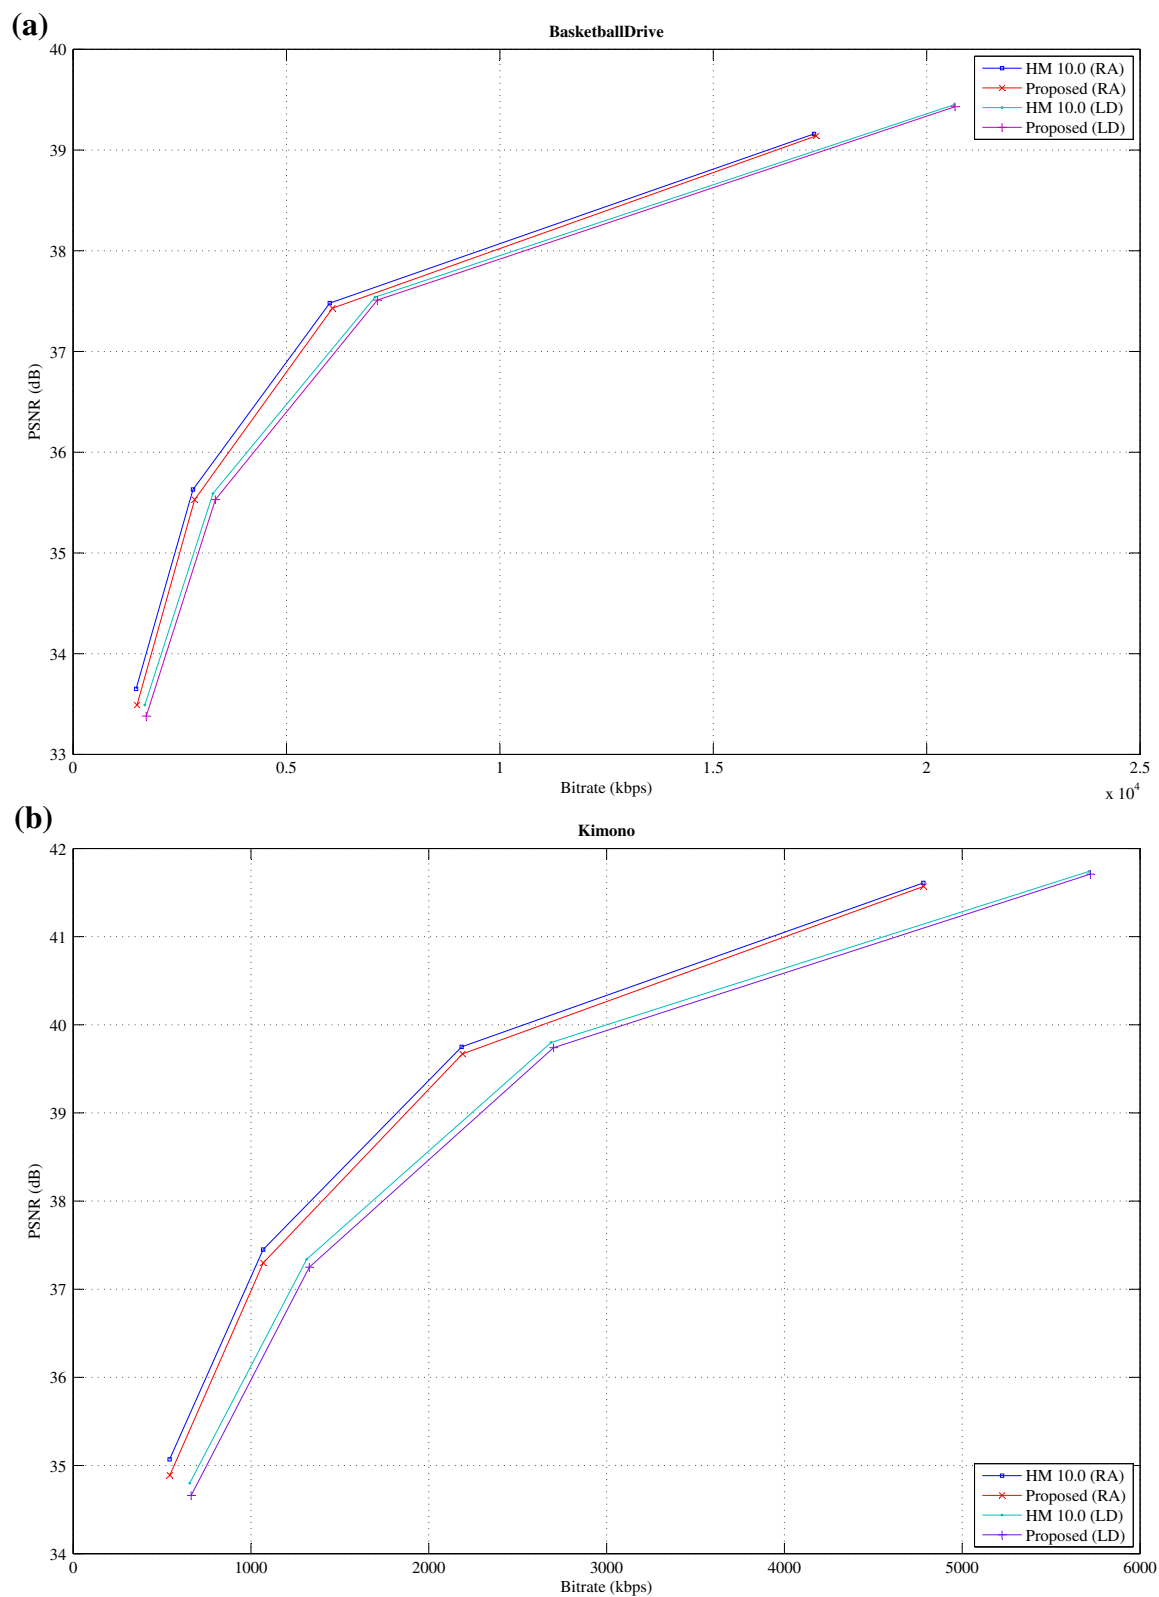 (a)
BasketballDrive
40
39
38
37
36
35
34
33
PSNR (dB)
HM 10.0 (RA)
Proposed (RA)
HM 10.0 (LD)
Proposed (LD)
0 0.5 1 1.5 2 2.5
Bitrate (kbps)
x 10^4
(b)
Kimono
42
41
40
39
38
37
36
35
34
PSNR (dB)
HM 10.0 (RA)
Proposed (RA)
HM 10.0 (LD)
Proposed (LD)
0 1000 2000 3000 4000 5000 6000
Bitrate (kbps)